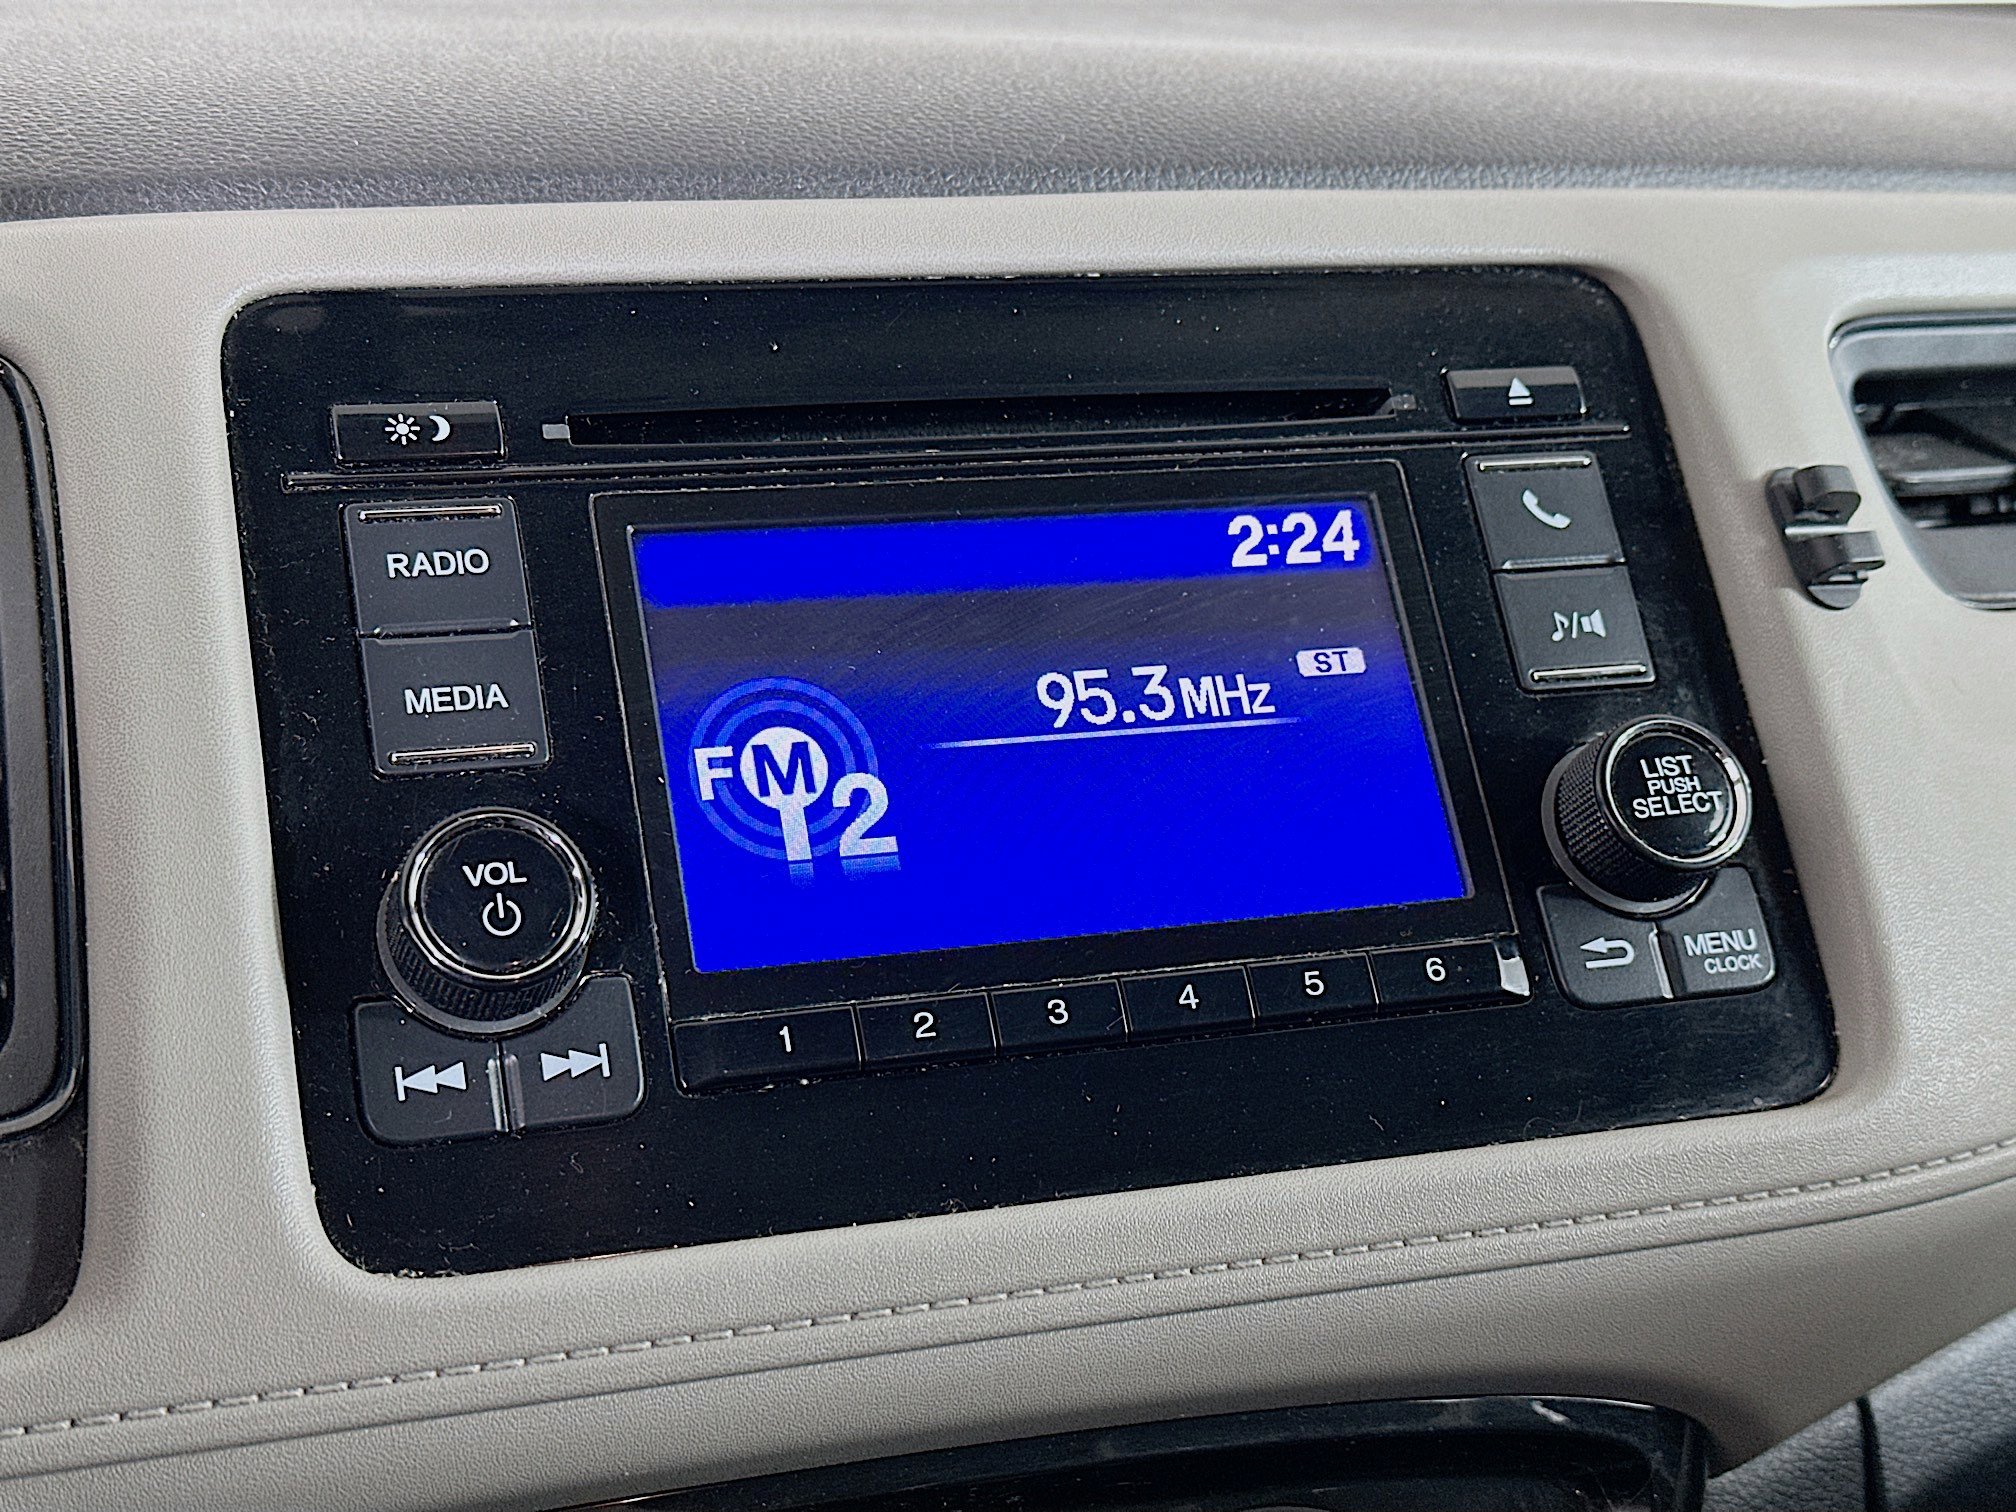 2:24
RADIO
ST
95.3MHz
MEDIA
FM
12
LIST
PUSH
SELECT
VOL
MENU
CLOCK
1 2 3 4 5 6